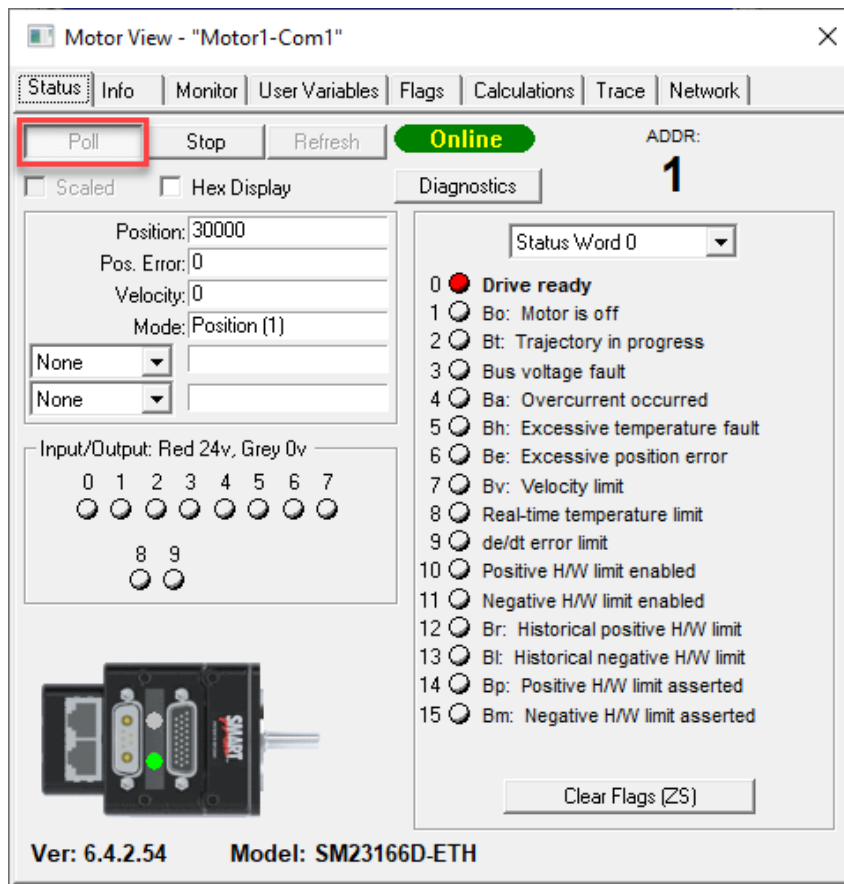 Motor View - "Motor1-Com1"
Status Info Monitor User Variables Flags Calculations Trace Network
Poll Stop Refresh Online ADDR:
1
Scaled Hex Display Diagnostics
Position: 30000
Pos. Error: 0
Velocity: 0
Mode: Position (1)
None
None
Input/Output: Red 24v, Grey 0v
0 1 2 3 4 5 6 7
8 9
Status Word 0
0 Drive ready
1 Bo: Motor is off
2 Bt: Trajectory in progress
3 Bus voltage fault
4 Ba: Overcurrent occurred
5 Bh: Excessive temperature fault
6 Be: Excessive position error
7 Bv: Velocity limit
8 Real-time temperature limit
9 de/dt error limit
10 Positive H/W limit enabled
11 Negative H/W limit enabled
12 Br: Historical positive H/W limit
13 Bl: Historical negative H/W limit
14 Bp: Positive H/W limit asserted
15 Bm: Negative H/W limit asserted
Clear Flags (ZS)
SMART
Ver: 6.4.2.54 Model: SM23166D-ETH